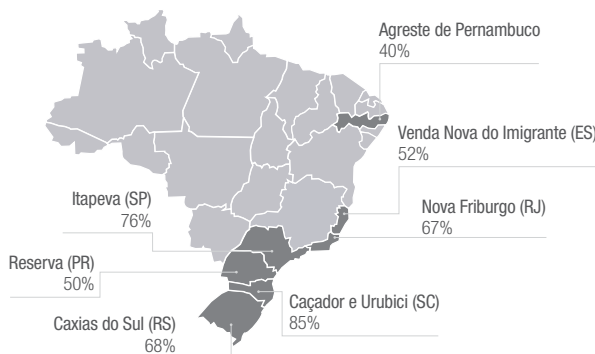 Agreste de Pernambuco
40%
Venda Nova do Imigrante (ES)
52%
Itapeva (SP)
76%
Nova Friburgo (RJ)
67%
Reserva (PR)
50%
Caçador e Urubici (SC)
85%
Caxias do Sul (RS)
68%